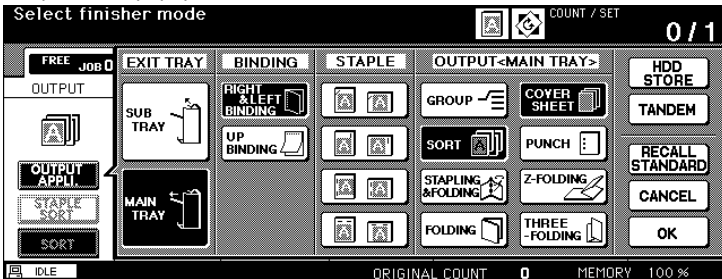 Select finisher mode
COUNT / SET
0/1
FREE JOB 0
EXIT TRAY
BINDING
STAPLE
OUTPUT<MAIN TRAY>
HDD
STORE
OUTPUT
SUB
TRAY
RIGHT
&LEFT
BINDING
GROUP
COVER
SHEET
TANDEM
UP
BINDING
SORT
PUNCH
RECALL
STANDARD
OUTPUT
APPLI.
STAPLING
&FOLDING
Z-FOLDING
CANCEL
STAPLE
SORT
MAIN
TRAY
FOLDING
THREE
-FOLDING
OK
SORT
IDLE
ORIGINAL COUNT 0 MEMORY 100 %